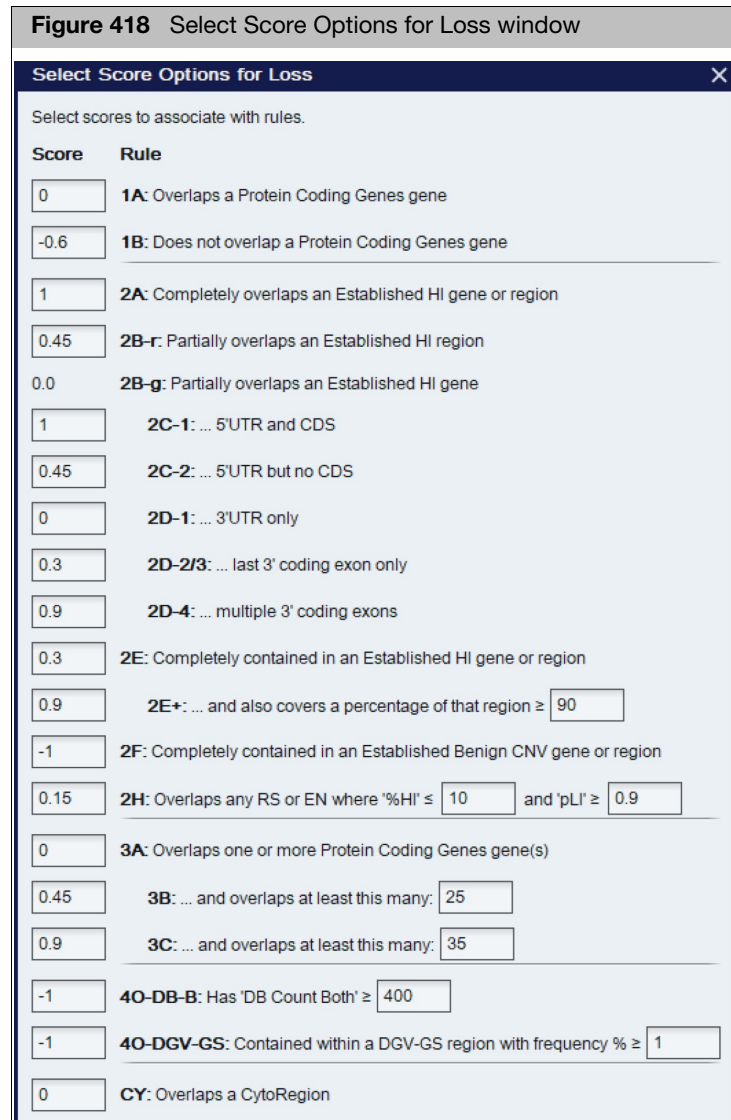 Figure 418 Select Score Options for Loss window
Select Score Options for Loss ×
Select scores to associate with rules.
Score Rule
0 1A: Overlaps a Protein Coding Genes gene
-0.6 1B: Does not overlap a Protein Coding Genes gene
1 2A: Completely overlaps an Established HI gene or region
0.45 2B-r: Partially overlaps an Established HI region
0.0 2B-g: Partially overlaps an Established HI gene
1 2C-1: ... 5'UTR and CDS
0.45 2C-2: ... 5'UTR but no CDS
0 2D-1: ... 3'UTR only
0.3 2D-2/3: ... last 3' coding exon only
0.9 2D-4: ... multiple 3' coding exons
0.3 2E: Completely contained in an Established HI gene or region
0.9 2E+: ... and also covers a percentage of that region ≥ 90
-1 2F: Completely contained in an Established Benign CNV gene or region
0.15 2H: Overlaps any RS or EN where '%HI' ≤ 10 and 'pLI' ≥ 0.9
0 3A: Overlaps one or more Protein Coding Genes gene(s)
0.45 3B: ... and overlaps at least this many: 25
0.9 3C: ... and overlaps at least this many: 35
-1 4O-DB-B: Has 'DB Count Both' ≥ 400
-1 4O-DGV-GS: Contained within a DGV-GS region with frequency % ≥ 1
0 CY: Overlaps a CytoRegion